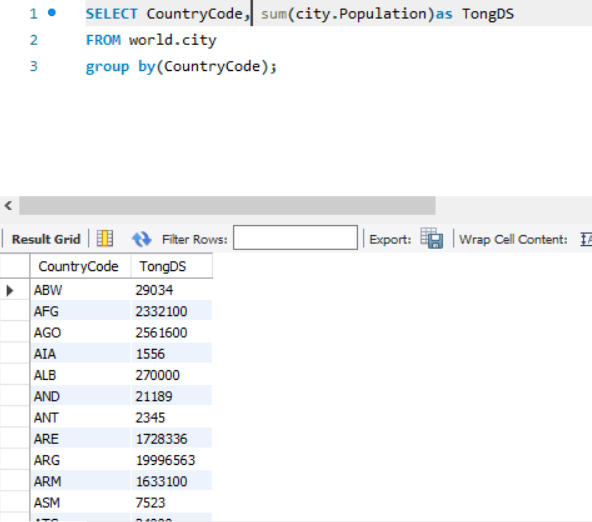 1 SELECT CountryCode, sum(city.Population)as TongDS
2 FROM world.city
3 group by(CountryCode);
Result Grid Filter Rows: Export: Wrap Cell Content:
CountryCode TongDS
ABW 29034
AFG 2332100
AGO 2561600
AIA 1556
ALB 270000
AND 21189
ANT 2345
ARE 1728336
ARG 19996563
ARM 1633100
ASM 7523